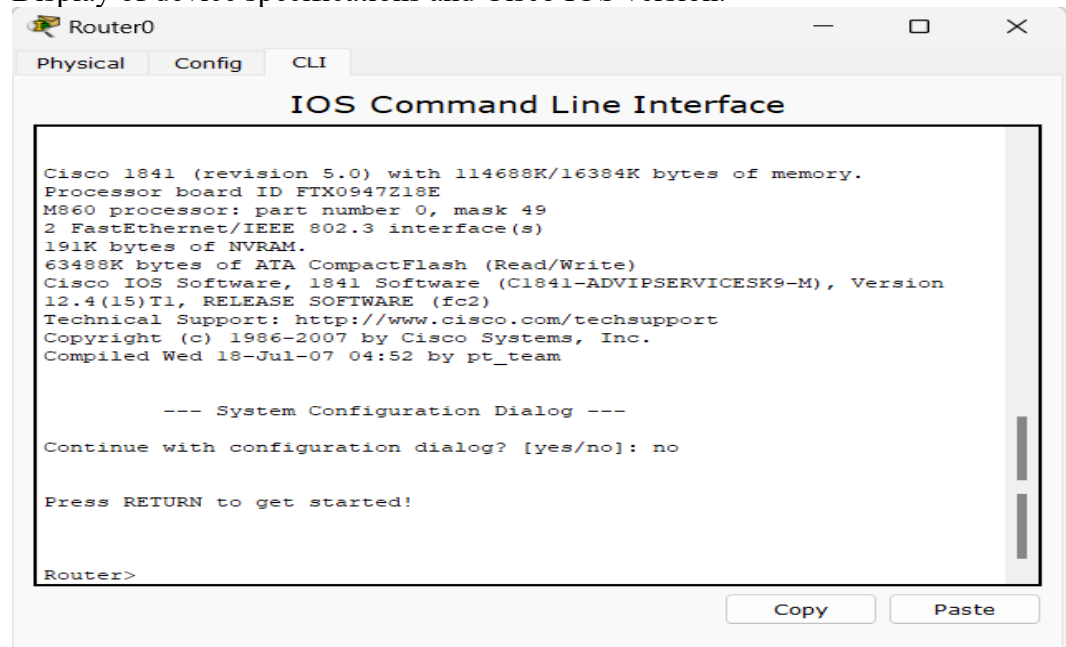 Display of device specifications and Cisco IOS version.
Router0
Physical Config CLI
IOS Command Line Interface
Cisco 1841 (revision 5.0) with 114688K/16384K bytes of memory.
Processor board ID FTX0947Z18E
M860 processor: part number 0, mask 49
2 FastEthernet/IEEE 802.3 interface(s)
191K bytes of NVRAM.
63488K bytes of ATA CompactFlash (Read/Write)
Cisco IOS Software, 1841 Software (C1841-ADVIPSERVICESK9-M), Version
12.4(15)T1, RELEASE SOFTWARE (fc2)
Technical Support: http://www.cisco.com/techsupport
Copyright (c) 1986-2007 by Cisco Systems, Inc.
Compiled Wed 18-Jul-07 04:52 by pt_team
--- System Configuration Dialog ---
Continue with configuration dialog? [yes/no]: no
Press RETURN to get started!
Router>
Copy Paste